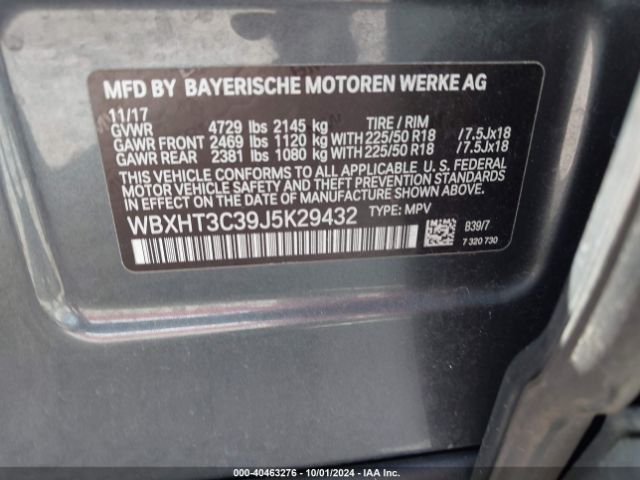 MFD BY BAYERISCHE MOTOREN WERKE AG
11/17
GVWR 4729 lbs 2145 kg TIRE / RIM
GAWR FRONT 2469 lbs 1120 kg WITH 225/50 R18 /7.5Jx18
GAWR REAR 2381 lbs 1080 kg WITH 225/50 R18 /7.5Jx18
THIS VEHICLE CONFORMS TO ALL APPLICABLE U. S. FEDERAL
MOTOR VEHICLE SAFETY, BUMPER, AND THEFT PREVENTION STANDARDS
IN EFFECT ON THE DATE OF MANUFACTURE SHOWN ABOVE.
WBXHT3C39J5K29432 TYPE: MPV
B39/7
7 320 730
000-40463276 - 10/01/2024 - COPYRIGHT IAA, LLC.